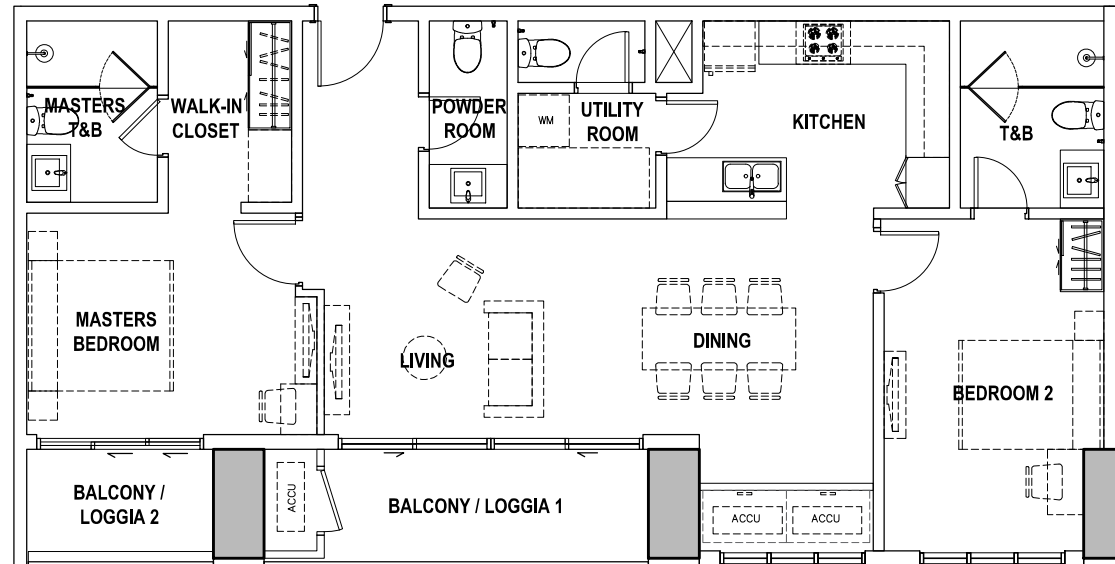 MASTERS
T&B
WALK-IN
CLOSET
POWDER
ROOM
WM
UTILITY
ROOM
KITCHEN
T&B
MASTERS
BEDROOM
LIVING
DINING
BEDROOM 2
BALCONY /
LOGGIA 2
ACCU
BALCONY / LOGGIA 1
ACCU
ACCU